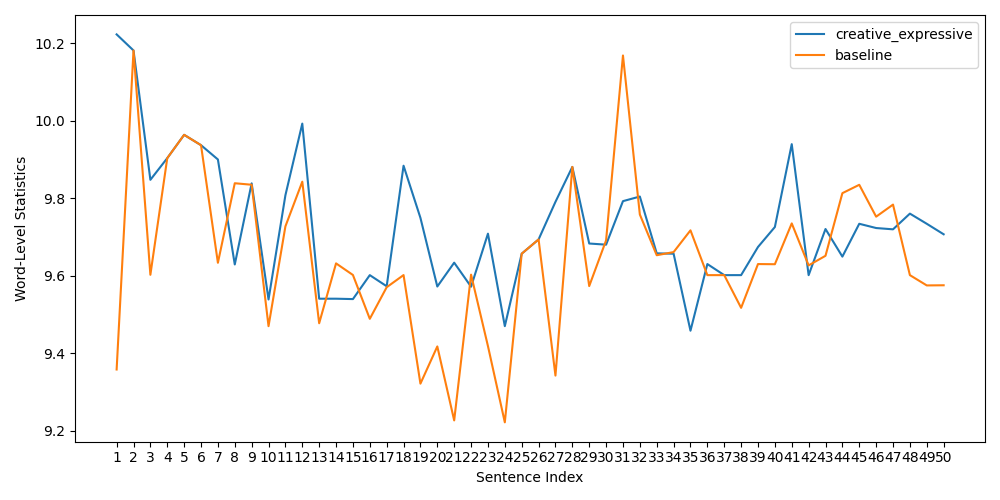 creative_expressive
baseline
10.2
10.0
9.8
9.6
9.4
9.2
Word-Level Statistics
1 2 3 4 5 6 7 8 9 10 11 12 13 14 15 16 17 18 19 20 21 22 23 24 25 26 27 28 29 30 31 32 33 34 35 36 37 38 39 40 41 42 43 44 45 46 47 48 49 50
Sentence Index